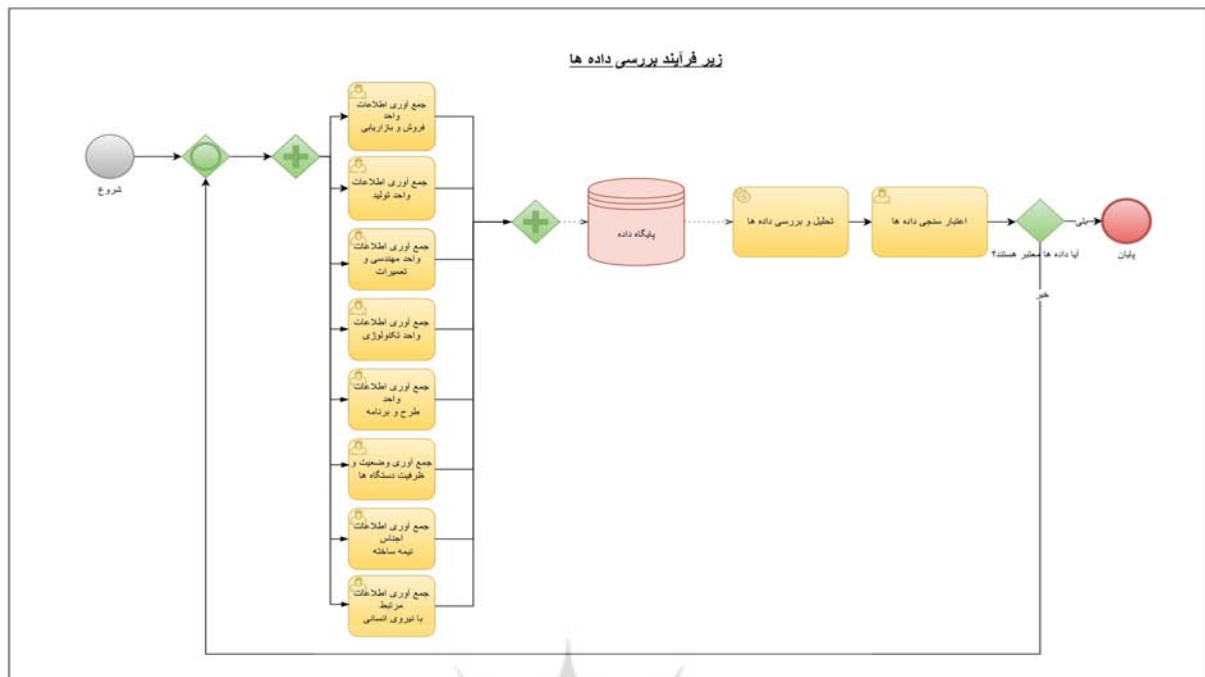 زیر فرآیند بررسی داده ها
شروع
جمع آوری اطلاعات
واحد
فروش و بازاریابی
جمع آوری اطلاعات
واحد تولید
جمع آوری اطلاعات
واحد مهندسی و
تعمیرات
جمع آوری اطلاعات
واحد تکنولوژی
جمع آوری اطلاعات
واحد
طرح و برنامه
جمع آوری وضعیت و
ظرفیت دستگاه ها
جمع آوری اطلاعات
اجناس
نیمه ساخته
جمع آوری اطلاعات
مرتبط
با نیروی انسانی
پایگاه داده
تحلیل و بررسی داده ها
اعتبار سنجی داده ها
آیا داده ها معتبر هستند؟
بلی
خیر
پایان